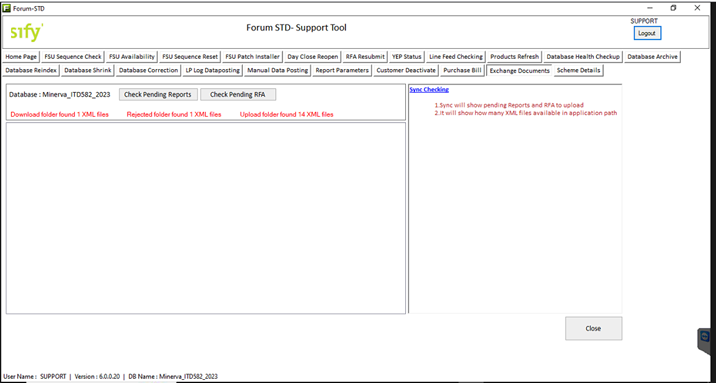 Forum-STD
sify
Forum STD- Support Tool
SUPPORT
Logout
Home Page FSU Sequence Check FSU Availability FSU Sequence Reset FSU Patch Installer Day Close Reopen RFA Resubmit YEP Status Line Feed Checking Products Refresh Database Health Checkup Database Archive
Database Reindex Database Shrink Database Correction LP Log Dataposting Manual Data Posting Report Parameters Customer Deactivate Purchase Bill Exchange Documents Scheme Details
Database : Minerva_ITD582_2023 Check Pending Reports Check Pending RFA
Download folder found 1 XML files Rejected folder found 1 XML files Upload folder found 14 XML files
Sync Checking
1.Sync will show pending Reports and RFA to upload
2.It will show how many XML files available in application path
Close
User Name : SUPPORT | Version : 6.0.0.20 | DB Name : Minerva_ITD582_2023